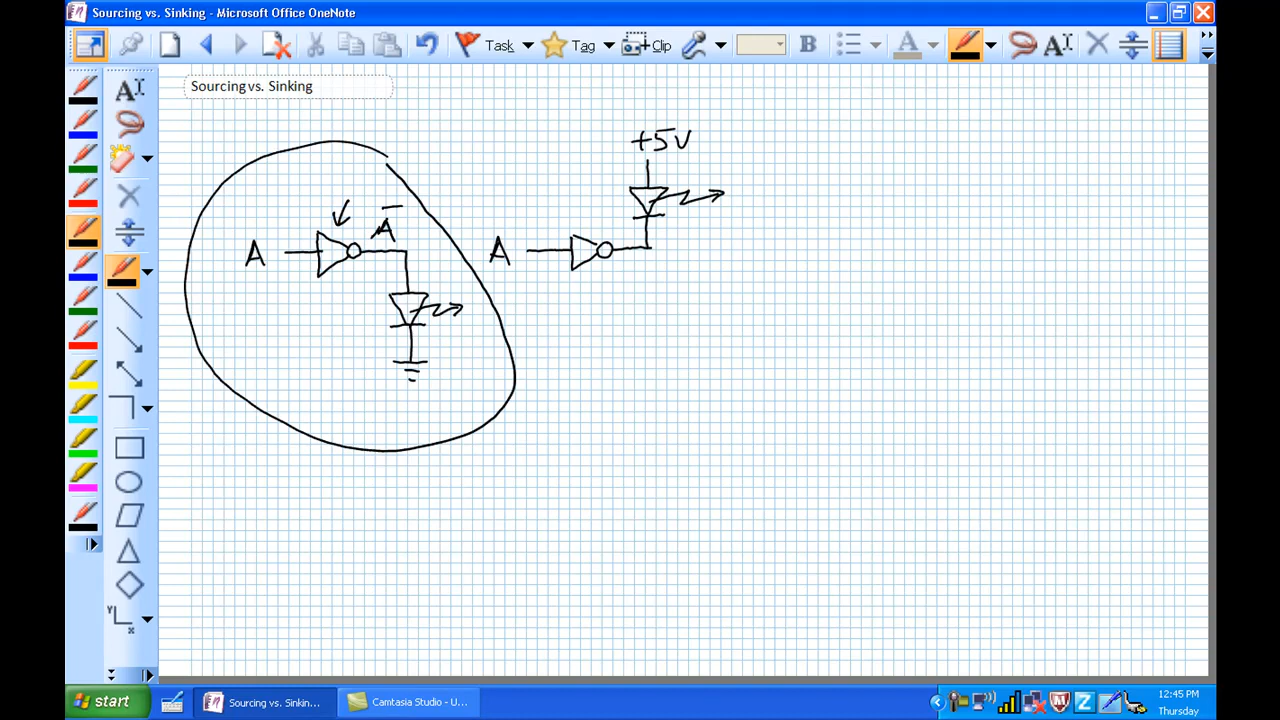 Sourcing vs. Sinking - Microsoft Office OneNote
Task Tag Clip B A A
A
Sourcing vs. Sinking
+5V
A Ā A
Y
x
start Sourcing vs. Sinkin... Camtasia Studio - U... 12:45 PM
Thursday